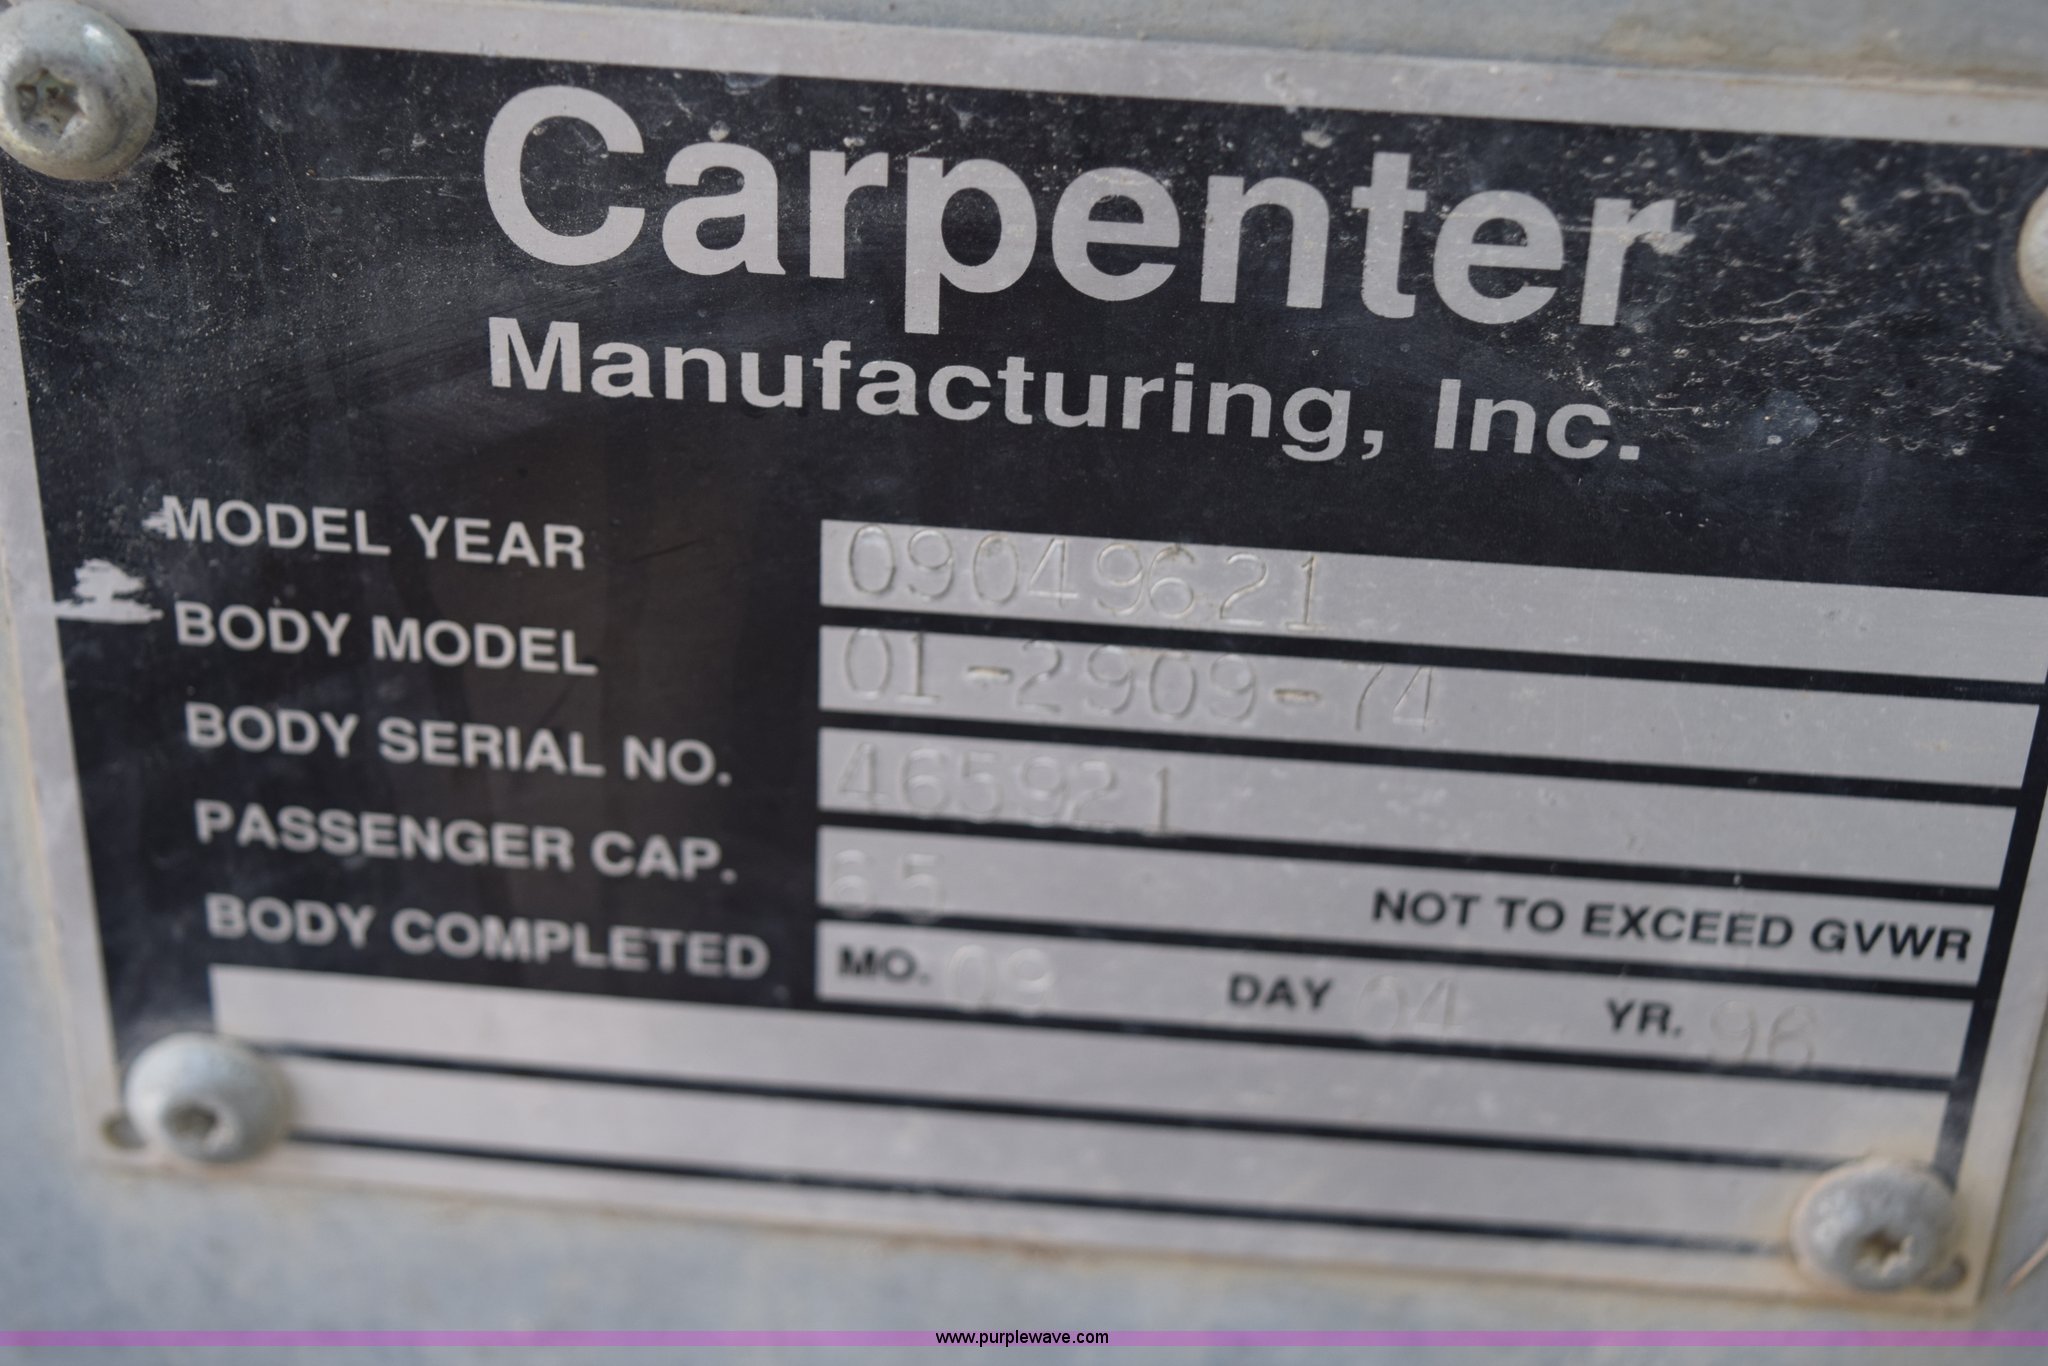 Carpenter
Manufacturing, Inc.
MODEL YEAR 09049621
BODY MODEL 01-2909-74
BODY SERIAL NO. 465921
PASSENGER CAP. 65 NOT TO EXCEED GVWR
BODY COMPLETED MO. 09 DAY 04 YR. 96
www.purplewave.com